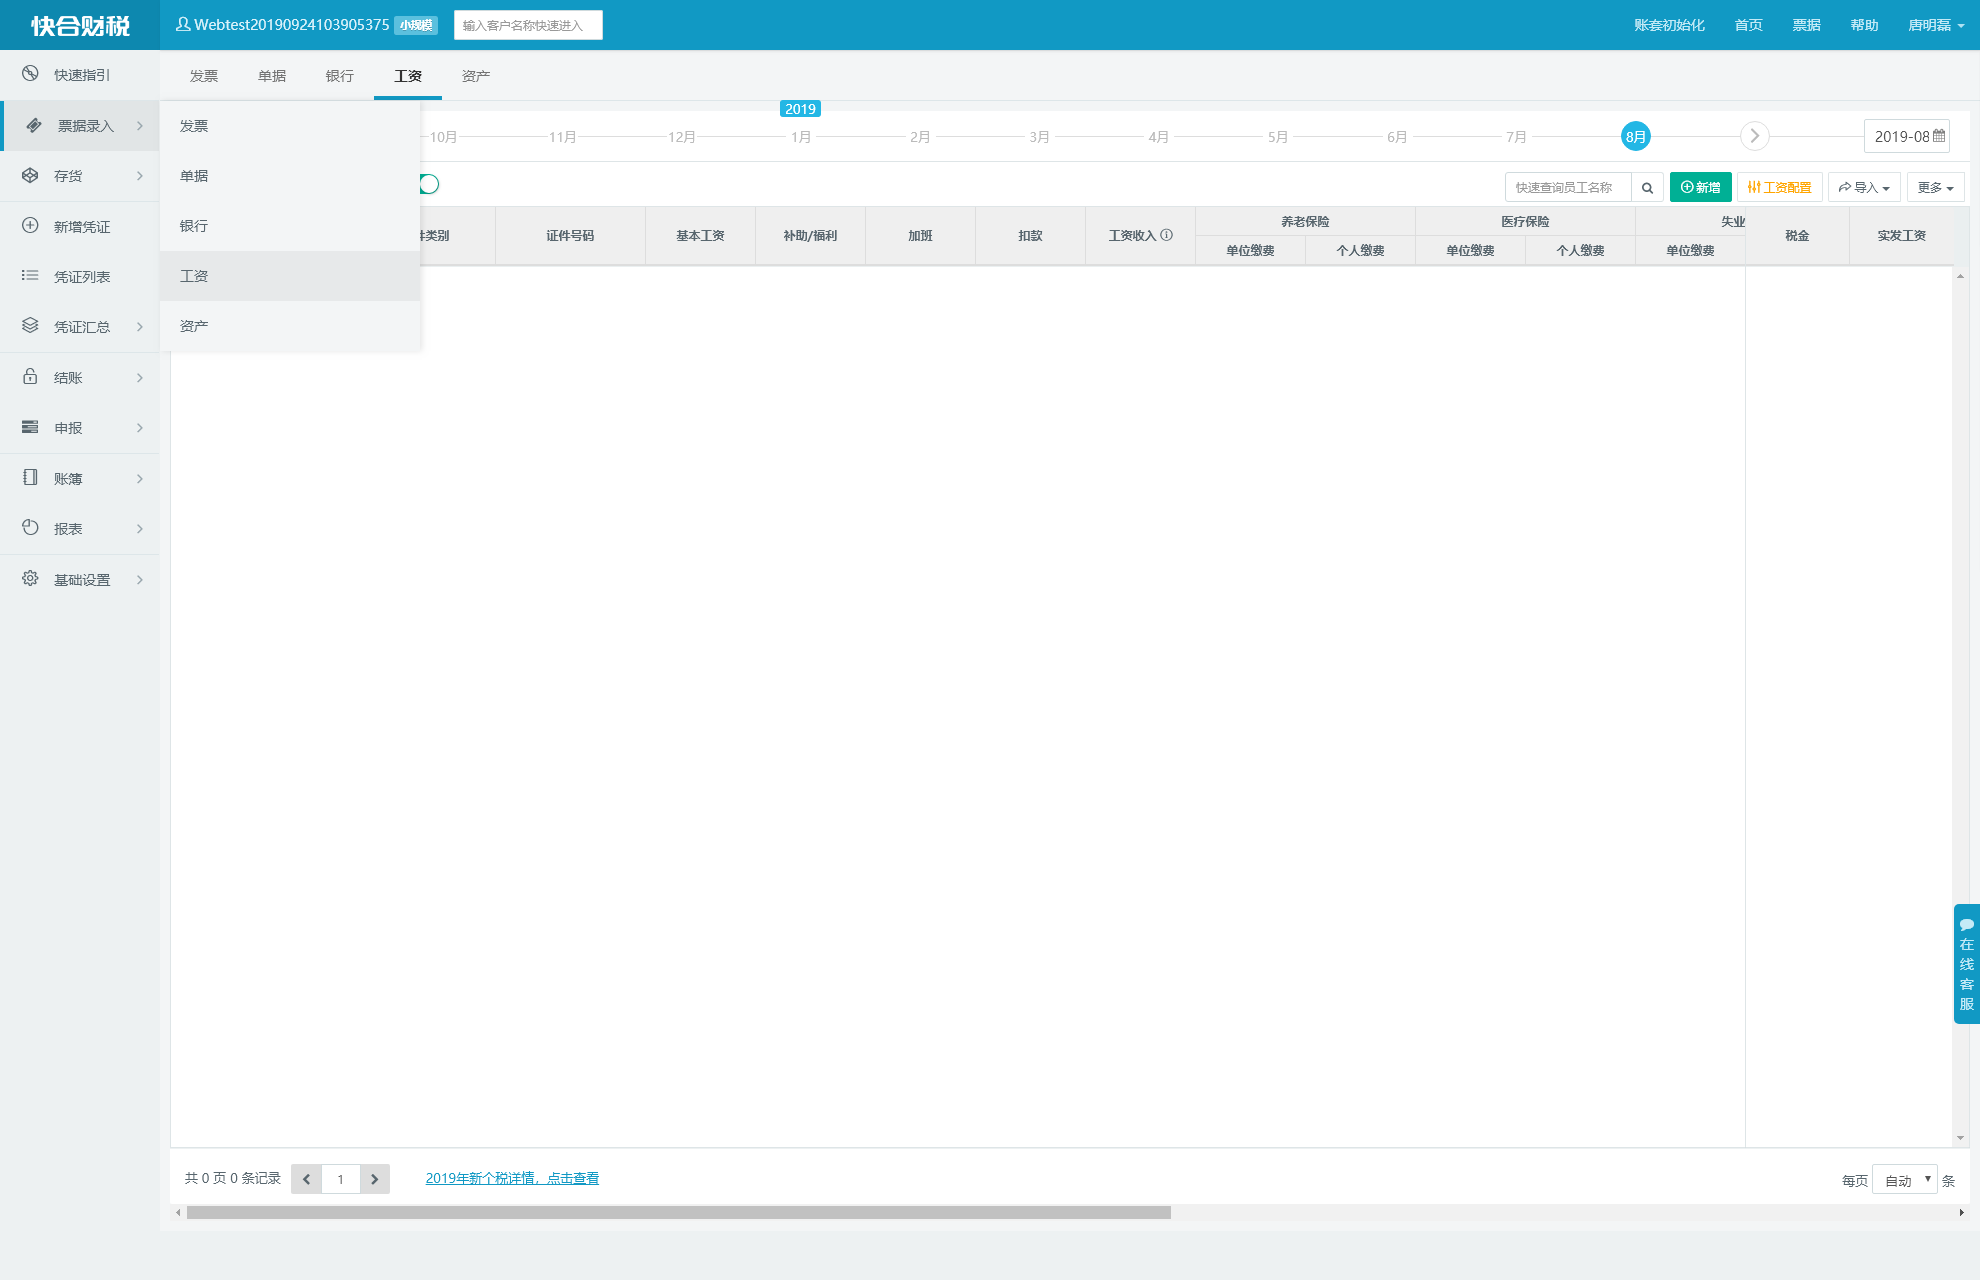 快合财税
Webtest20190924103905375 小规模 输入客户名称快速进入 账套初始化 首页 票据 帮助 唐明磊
快速指引
票据录入
存货
新增凭证
凭证列表
凭证汇总
结账
申报
账簿
报表
基础设置
发票 单据 银行 工资 资产
发票
单据
银行
工资
资产
2019
10月 11月 12月 1月 2月 3月 4月 5月 6月 7月 8月 2019-08
快速查询员工名称 新增 工资配置 导入 更多
类别 证件号码 基本工资 补助/福利 加班 扣款 工资收入 养老保险 医疗保险 失业 税金 实发工资
单位缴费 个人缴费 单位缴费 个人缴费 单位缴费
在线客服
共 0 页 0 条记录 1 2019年新个税详情，点击查看 每页 自动 条